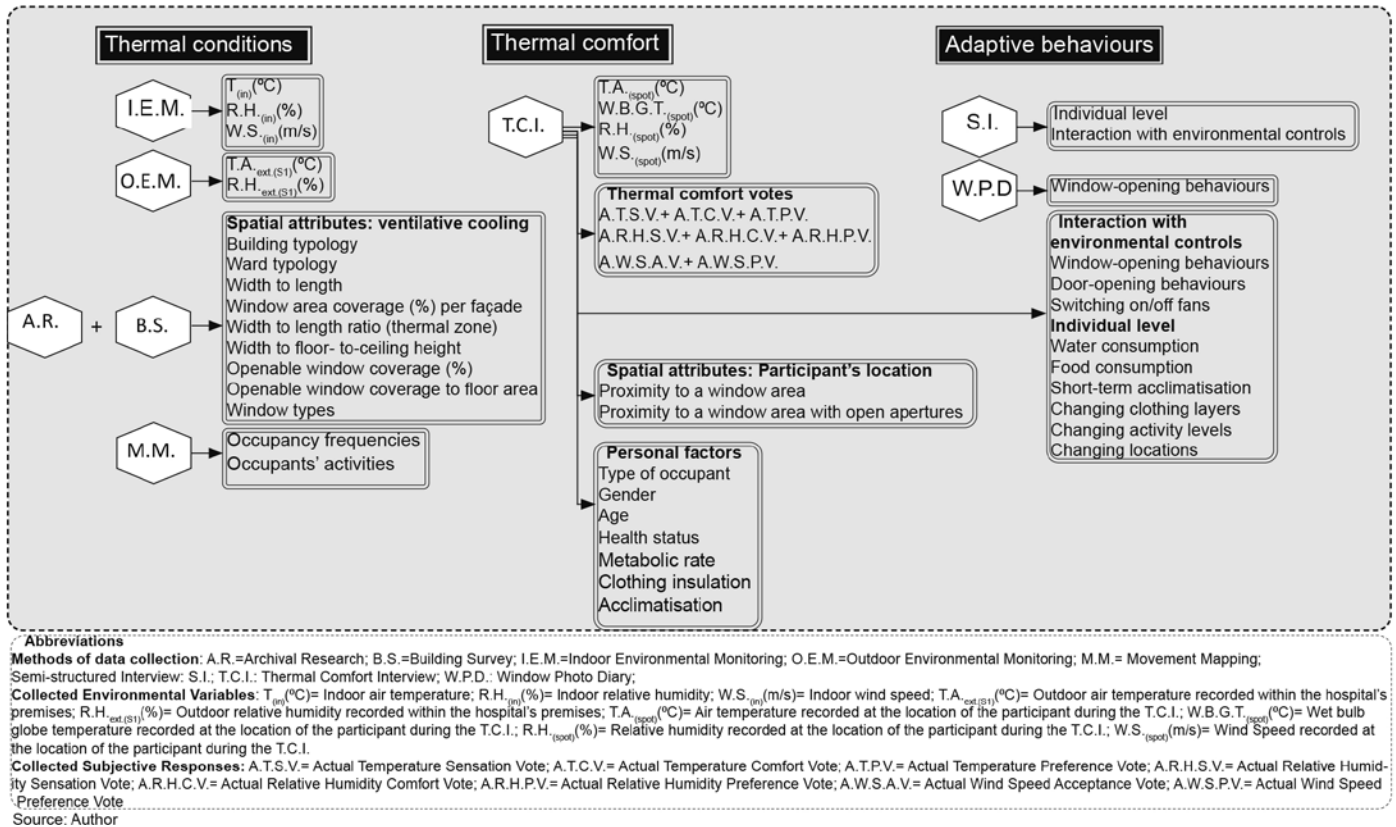 Thermal conditions
I.E.M.
T(in)(ºC)
R.H.(in)(%)
W.S.(in)(m/s)
O.E.M.
T.A.ext.(S1)(ºC)
R.H.ext.(S1)(%)
A.R.
+
B.S.
Spatial attributes: ventilative cooling
Building typology
Ward typology
Width to length
Window area coverage (%) per façade
Width to length ratio (thermal zone)
Width to floor- to-ceiling height
Openable window coverage (%)
Openable window coverage to floor area
Window types
M.M.
Occupancy frequencies
Occupants’ activities
Thermal comfort
T.C.I.
T.A.(spot)(ºC)
W.B.G.T.(spot)(ºC)
R.H.(spot)(%)
W.S.(spot)(m/s)
Thermal comfort votes
A.T.S.V.+ A.T.C.V.+ A.T.P.V.
A.R.H.S.V.+ A.R.H.C.V.+ A.R.H.P.V.
A.W.S.A.V.+ A.W.S.P.V.
Spatial attributes: Participant’s location
Proximity to a window area
Proximity to a window area with open apertures
Personal factors
Type of occupant
Gender
Age
Health status
Metabolic rate
Clothing insulation
Acclimatisation
Adaptive behaviours
S.I.
Individual level
Interaction with environmental controls
W.P.D
Window-opening behaviours
Interaction with
environmental controls
Window-opening behaviours
Door-opening behaviours
Switching on/off fans
Individual level
Water consumption
Food consumption
Short-term acclimatisation
Changing clothing layers
Changing activity levels
Changing locations
Abbreviations
Methods of data collection: A.R.=Archival Research; B.S.=Building Survey; I.E.M.=Indoor Environmental Monitoring; O.E.M.=Outdoor Environmental Monitoring; M.M.= Movement Mapping;
Semi-structured Interview: S.I.; T.C.I.: Thermal Comfort Interview; W.P.D.: Window Photo Diary;
Collected Environmental Variables: T(in)(ºC)= Indoor air temperature; R.H.(in)(%)= Indoor relative humidity; W.S.(in)(m/s)= Indoor wind speed; T.A.ext.(S1)(ºC)= Outdoor air temperature recorded within the hospital’s
premises; R.H.ext.(S1)(%)= Outdoor relative humidity recorded within the hospital’s premises; T.A.(spot)(ºC)= Air temperature recorded at the location of the participant during the T.C.I.; W.B.G.T.(spot)(ºC)= Wet bulb
globe temperature recorded at the location of the participant during the T.C.I.; R.H.(spot)(%)= Relative humidity recorded at the location of the participant during the T.C.I.; W.S.(spot)(m/s)= Wind Speed recorded at
the location of the participant during the T.C.I.
Collected Subjective Responses: A.T.S.V.= Actual Temperature Sensation Vote; A.T.C.V.= Actual Temperature Comfort Vote; A.T.P.V.= Actual Temperature Preference Vote; A.R.H.S.V.= Actual Relative Humid-
ity Sensation Vote; A.R.H.C.V.= Actual Relative Humidity Comfort Vote; A.R.H.P.V.= Actual Relative Humidity Preference Vote; A.W.S.A.V.= Actual Wind Speed Acceptance Vote; A.W.S.P.V.= Actual Wind Speed
Preference Vote
Source: Author